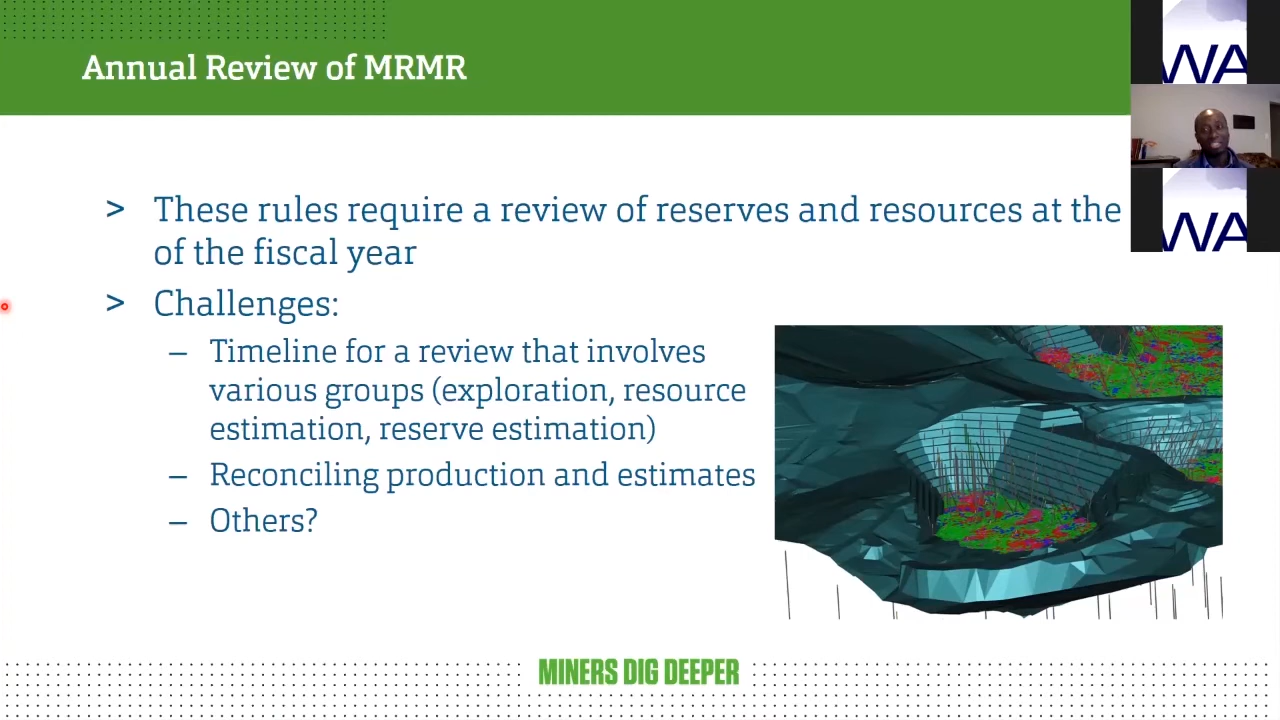 Annual Review of MRMR
WA
> These rules require a review of reserves and resources at the
of the fiscal year
WA
> Challenges:
– Timeline for a review that involves
various groups (exploration, resource
estimation, reserve estimation)
– Reconciling production and estimates
– Others?
MINERS DIG DEEPER